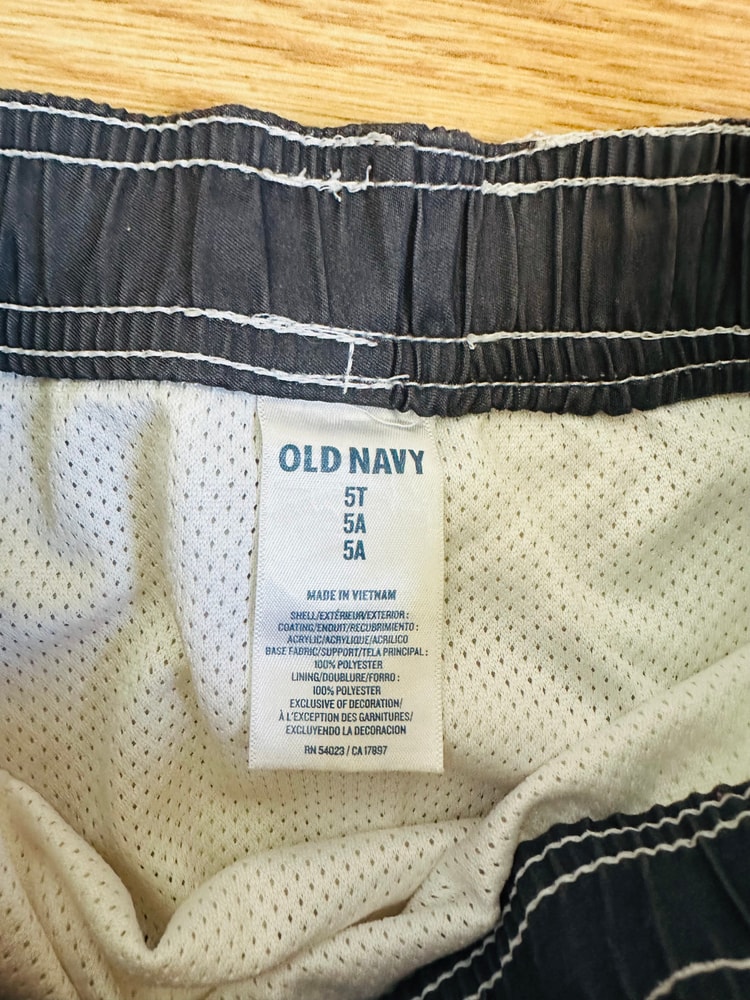 OLD NAVY
5T
5A
5A
MADE IN VIETNAM
SHELL/EXTÉRIEUR/EXTERIOR :
COATING/ENDUIT/RECUBRIMIENTO :
ACRYLIC/ACRYLIQUE/ACRILICO
BASE FABRIC/SUPPORT/TELA PRINCIPAL :
100% POLYESTER
LINING/DOUBLURE/FORRO :
100% POLYESTER
EXCLUSIVE OF DECORATION/
À L'EXCEPTION DES GARNITURES/
EXCLUYENDO LA DECORACION
RN 54023 / CA 17897